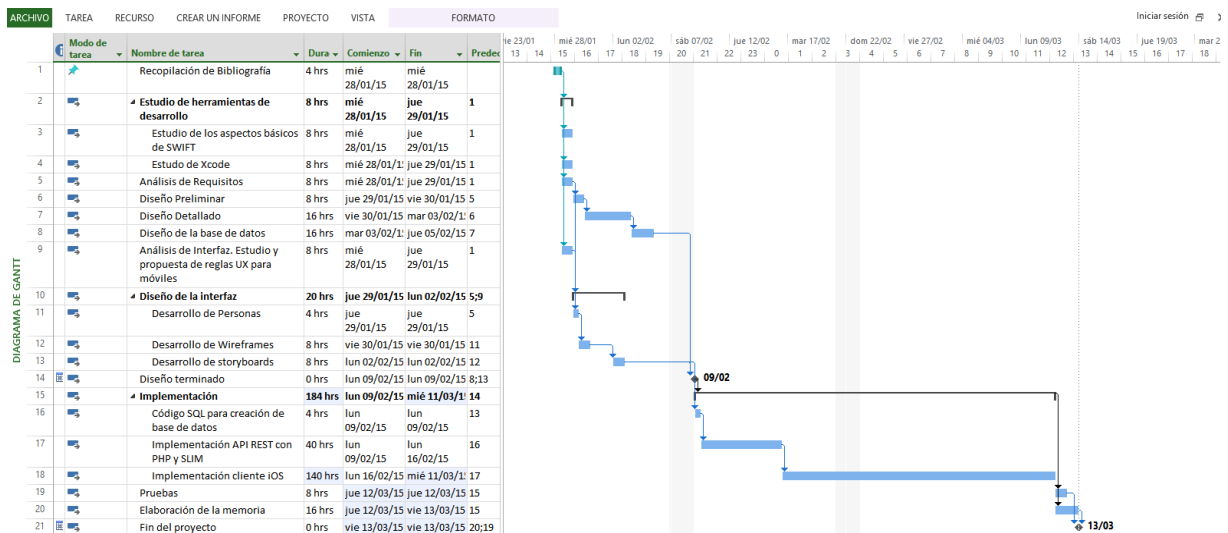 ARCHIVO TAREA RECURSO CREAR UN INFORME PROYECTO VISTA FORMATO Iniciar sesión
Modo de tarea Nombre de tarea Dura Comienzo Fin Predec
vie 23/01 mié 28/01 lun 02/02 sáb 07/02 jue 12/02 mar 17/02 dom 22/02 vie 27/02 mié 04/03 lun 09/03 sáb 14/03 jue 19/03 mar 2
13 14 15 16 17 18 19 20 21 22 23 0 1 2 3 4 5 6 7 8 9 10 11 12 13 14 15 16 17 18
DIAGRAMA DE GANTT
1 Recopilación de Bibliografía 4 hrs mié 28/01/15 mié 28/01/15
2 Estudio de herramientas de desarrollo 8 hrs mié 28/01/15 jue 29/01/15 1
3 Estudio de los aspectos básicos de SWIFT 8 hrs mié 28/01/15 jue 29/01/15 1
4 Estudo de Xcode 8 hrs mié 28/01/1 jue 29/01/15 1
5 Análisis de Requisitos 8 hrs mié 28/01/1 jue 29/01/15 1
6 Diseño Preliminar 8 hrs jue 29/01/15 vie 30/01/15 5
7 Diseño Detallado 16 hrs vie 30/01/15 mar 03/02/1 6
8 Diseño de la base de datos 16 hrs mar 03/02/1 jue 05/02/15 7
9 Análisis de Interfaz. Estudio y propuesta de reglas UX para móviles 8 hrs mié 28/01/15 jue 29/01/15 1
10 Diseño de la interfaz 20 hrs jue 29/01/15 lun 02/02/15 5;9
11 Desarrollo de Personas 4 hrs jue 29/01/15 jue 29/01/15 5
12 Desarrollo de Wireframes 8 hrs vie 30/01/15 vie 30/01/15 11
13 Desarrollo de storyboards 8 hrs lun 02/02/15 lun 02/02/15 12
14 Diseño terminado 0 hrs lun 09/02/15 lun 09/02/15 8;13 09/02
15 Implementación 184 hrs lun 09/02/15 mié 11/03/1 14
16 Código SQL para creación de base de datos 4 hrs lun 09/02/15 lun 09/02/15 13
17 Implementación API REST con PHP y SLIM 40 hrs lun 09/02/15 lun 16/02/15 16
18 Implementación cliente iOS 140 hrs lun 16/02/15 mié 11/03/1 17
19 Pruebas 8 hrs jue 12/03/15 jue 12/03/15 15
20 Elaboración de la memoria 16 hrs jue 12/03/15 vie 13/03/15 15
21 Fin del proyecto 0 hrs vie 13/03/15 vie 13/03/15 20;19 13/03